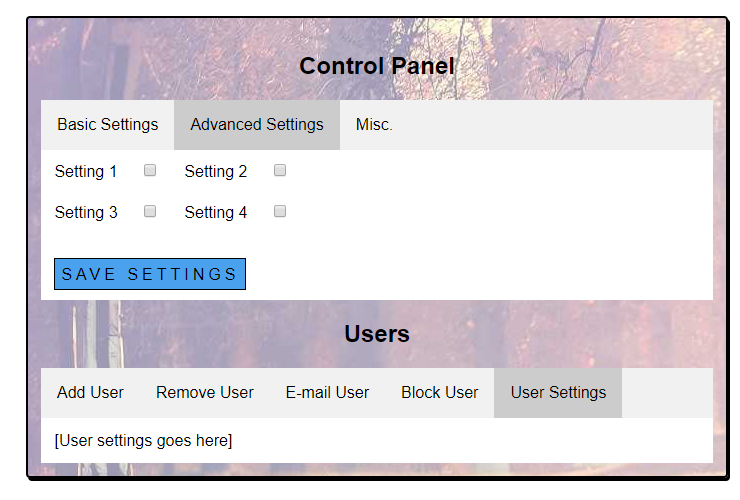 Control Panel
Basic Settings Advanced Settings Misc.
Setting 1 Setting 2
Setting 3 Setting 4
SAVE SETTINGS
Users
Add User Remove User E-mail User Block User User Settings
[User settings goes here]